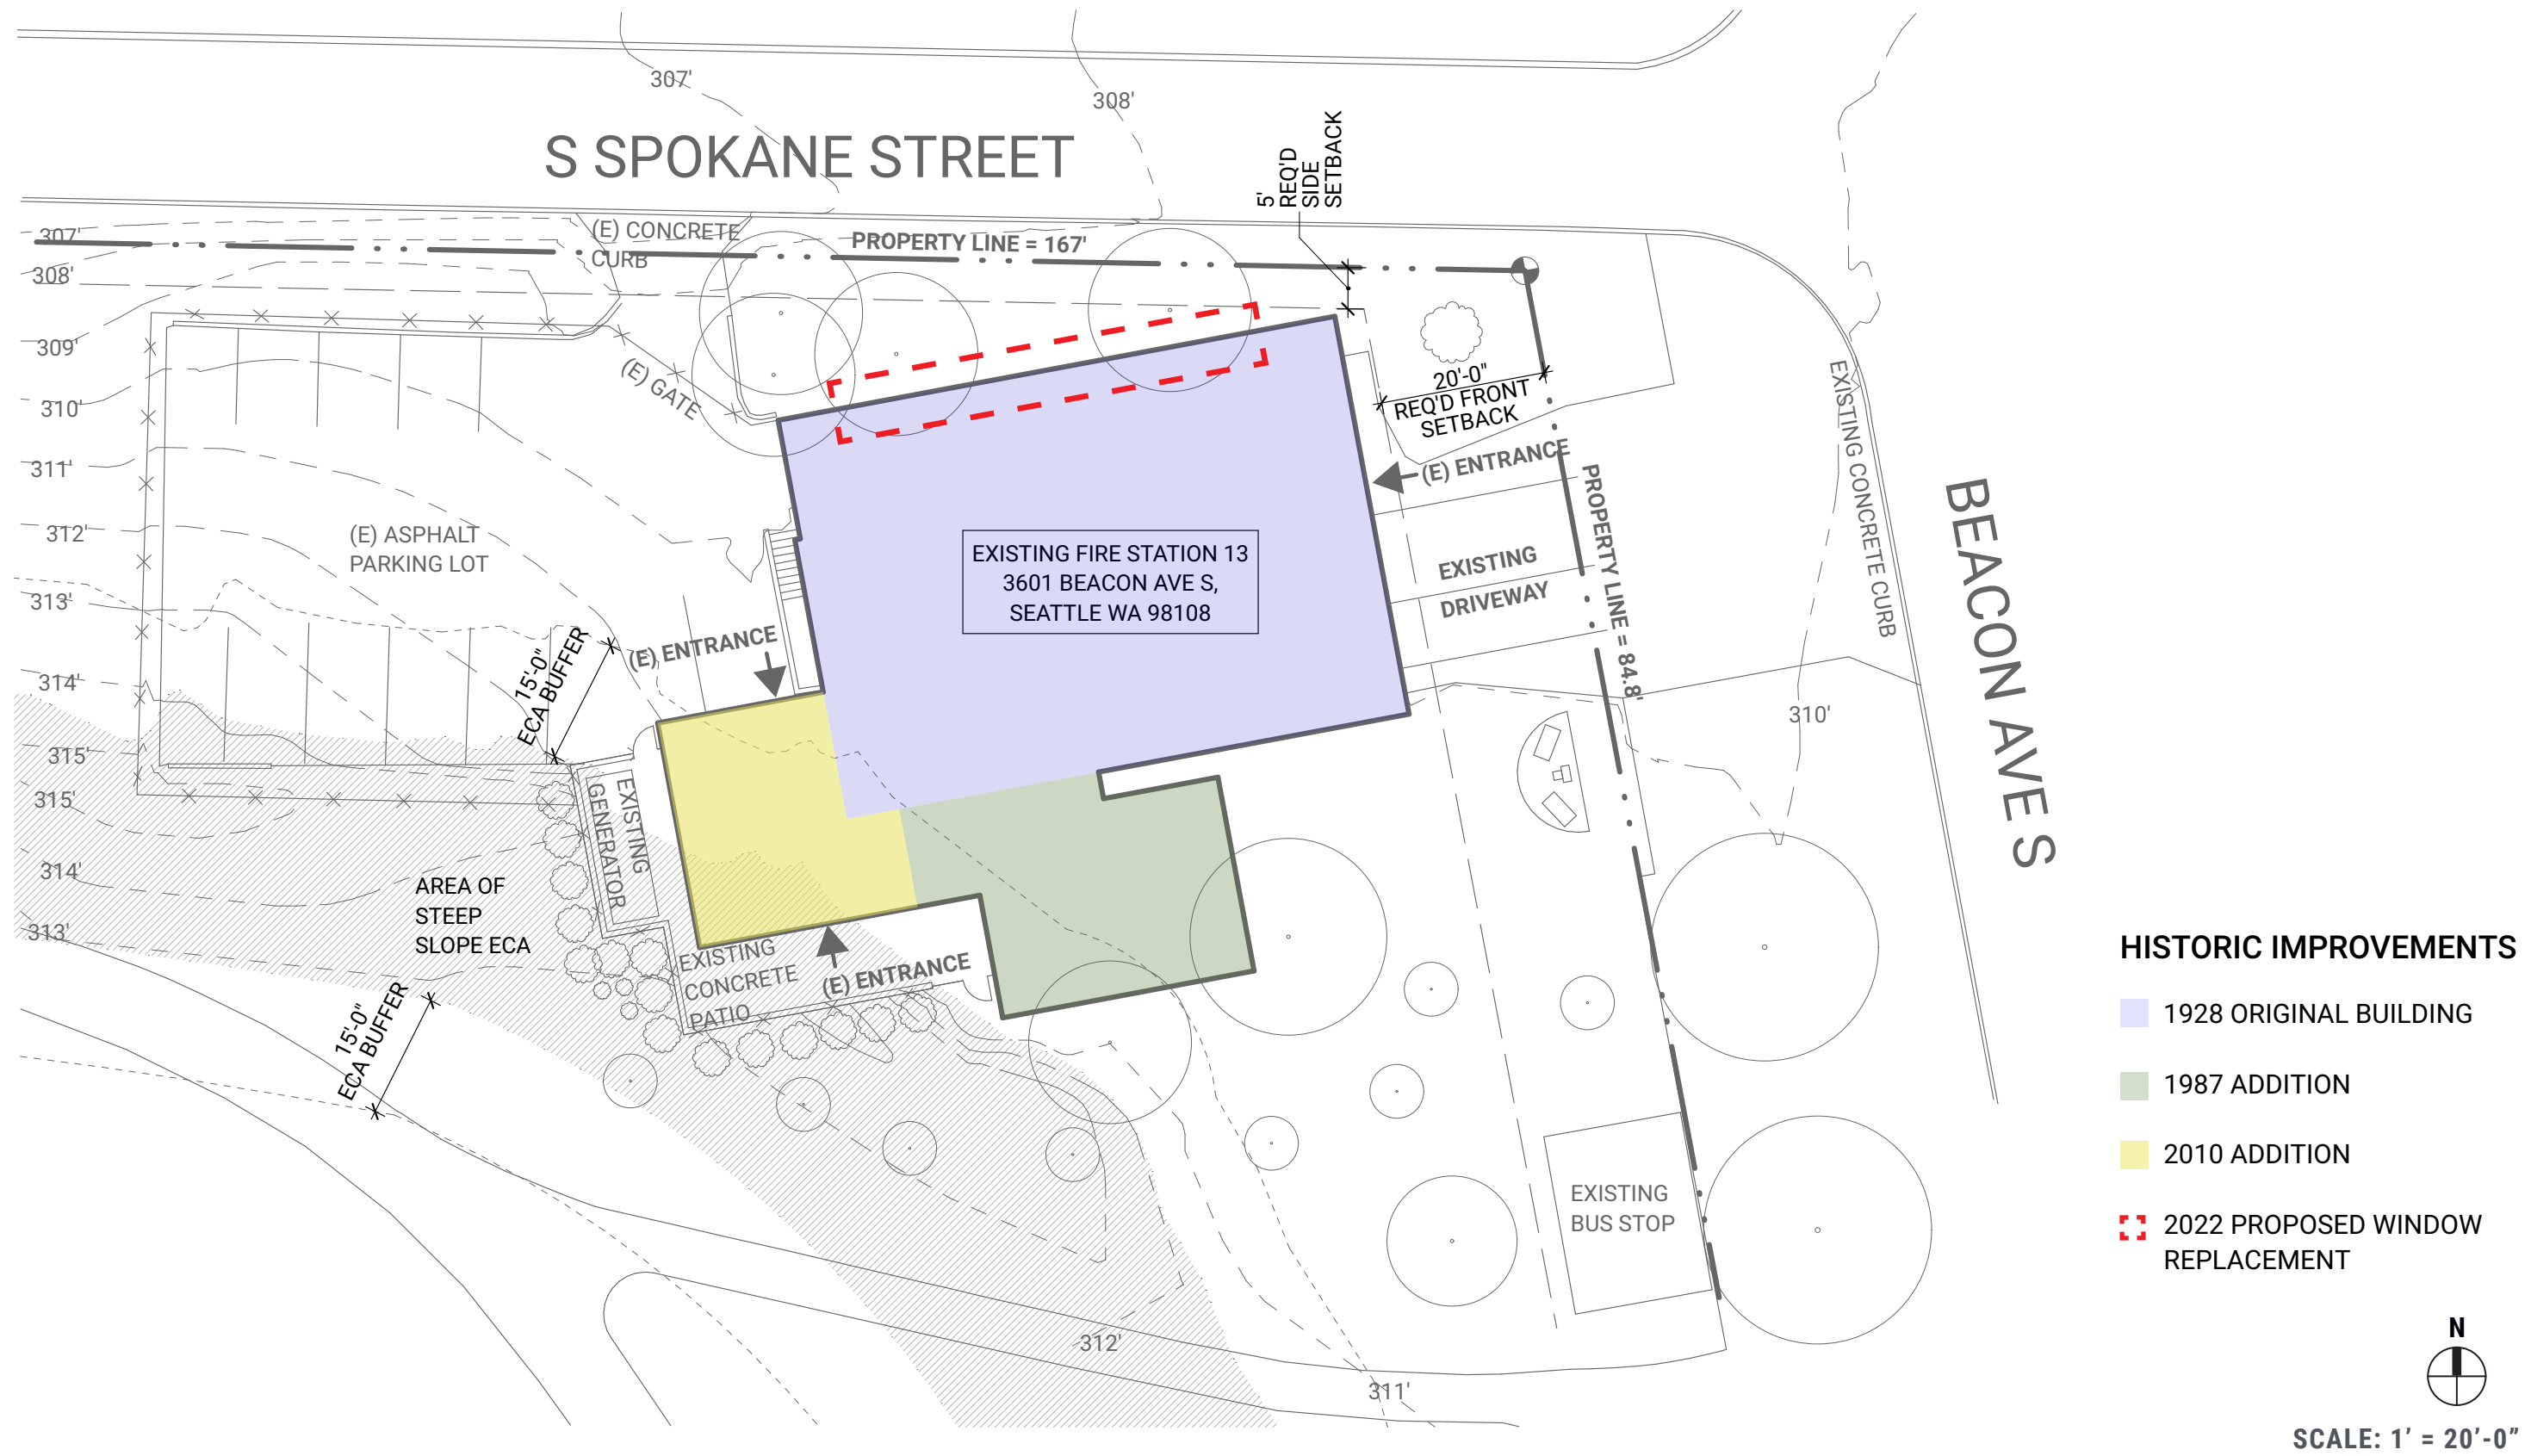 307'
308'
S SPOKANE STREET
5'
REQ'D
SIDE
SETBACK
(E) CONCRETE
CURB
PROPERTY LINE = 167'
307'
308'
309'
310'
311'
312'
313'
314'
315'
315'
314'
313'
(E) GATE
20'-0"
REQ'D FRONT
SETBACK
(E) ENTRANCE
EXISTING CONCRETE CURB
BEACON AVE S
PROPERTY LINE = 84.8'
(E) ASPHALT
PARKING LOT
EXISTING FIRE STATION 13
3601 BEACON AVE S,
SEATTLE WA 98108
EXISTING
DRIVEWAY
15'-0"
ECA BUFFER
(E) ENTRANCE
310'
EXISTING
GENERATOR
AREA OF
STEEP
SLOPE ECA
EXISTING
CONCRETE
PATIO
(E) ENTRANCE
15'-0"
ECA BUFFER
EXISTING
BUS STOP
312'
311'
HISTORIC IMPROVEMENTS
1928 ORIGINAL BUILDING
1987 ADDITION
2010 ADDITION
2022 PROPOSED WINDOW
REPLACEMENT
N
SCALE: 1’ = 20’-0”